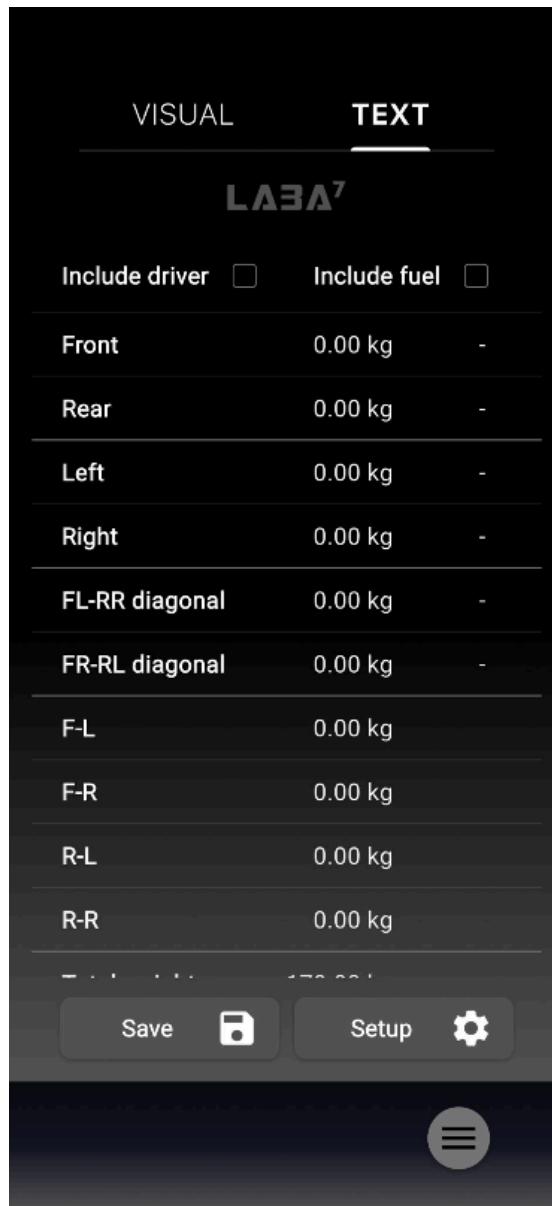 VISUAL TEXT
LABA7
Include driver Include fuel
Front 0.00 kg -
Rear 0.00 kg -
Left 0.00 kg -
Right 0.00 kg -
FL-RR diagonal 0.00 kg -
FR-RL diagonal 0.00 kg -
F-L 0.00 kg
F-R 0.00 kg
R-L 0.00 kg
R-R 0.00 kg
Save Setup